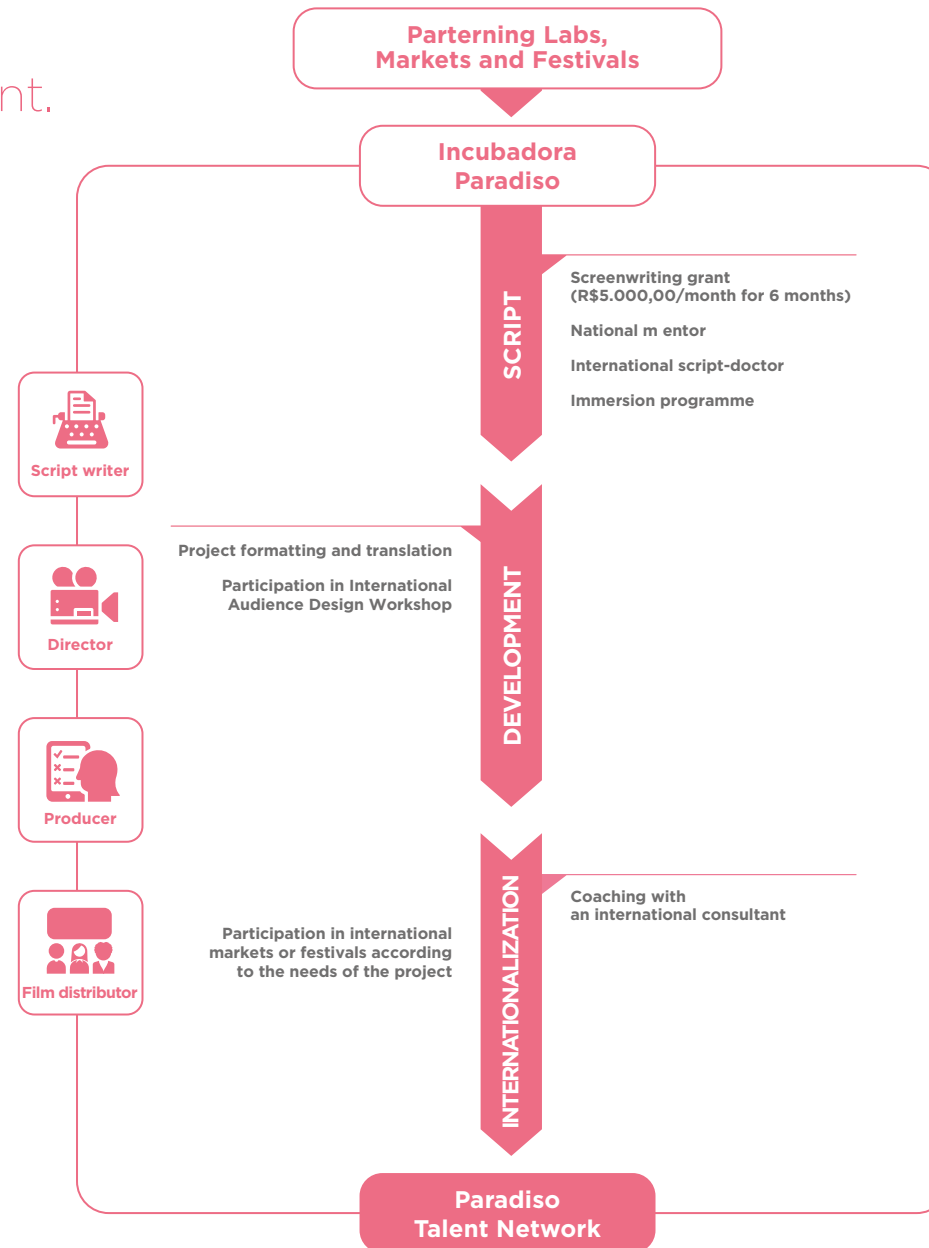 nt.
Parterning Labs,
Markets and Festivals
Incubadora
Paradiso
SCRIPT
Screenwriting grant
(R$5.000,00/month for 6 months)
National m entor
International script-doctor
Immersion programme
Script writer
Director
Producer
Film distributor
Project formatting and translation
Participation in International
Audience Design Workshop
DEVELOPMENT
INTERNATIONALIZATION
Coaching with
an international consultant
Participation in international
markets or festivals according
to the needs of the project
Paradiso
Talent Network